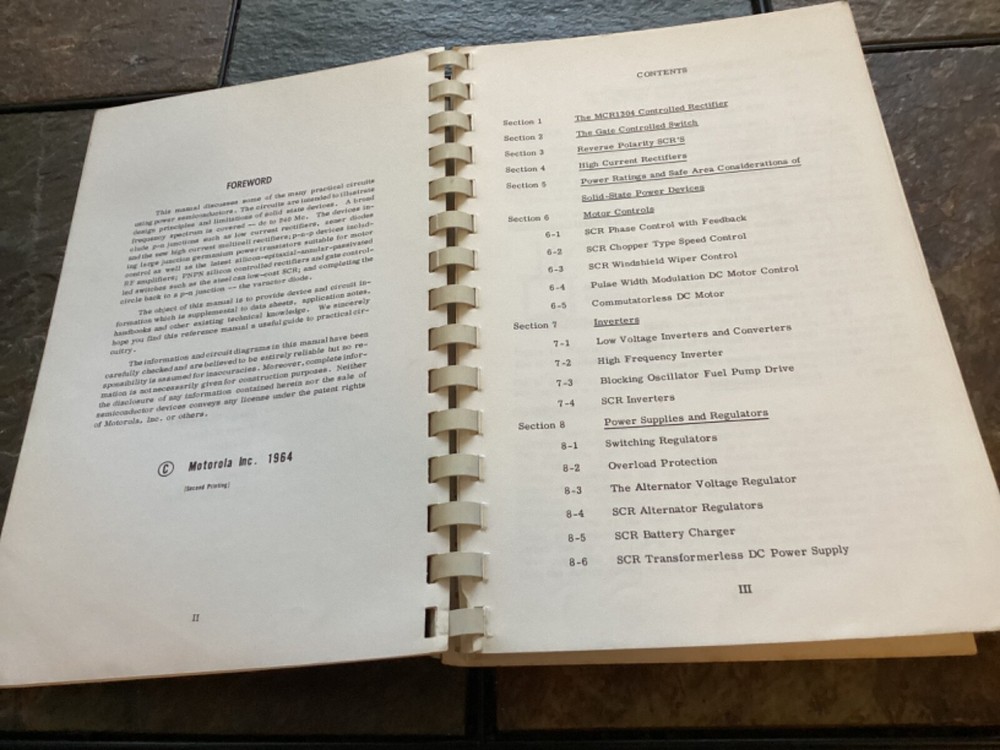 FOREWORD
This manual discusses some of the many practical circuits
using power semiconductors. The circuits are intended to illustrate
design principles and limitations of solid state devices. A broad
frequency spectrum is covered -- dc to 240 Mc. The devices in-
clude p-n junctions such as low current rectifiers, zener diodes
and the new high current multicell rectifiers; p-n-p devices includ-
ing large junction germanium power transistors suitable for motor
control as well as the latest silicon-epitaxial-annular-passivated
RF amplifiers; PNPN silicon controlled rectifiers and gate control-
led switches such as the steel can low-cost SCR; and completing the
circle back to a p-n junction -- the varactor diode.
The object of this manual is to provide device and circuit in-
formation which is supplemental to data sheets, application notes,
handbooks and other existing technical knowledge. We sincerely
hope you find this reference manual a useful guide to practical cir-
cuitry.
The information and circuit diagrams in this manual have been
carefully checked and are believed to be entirely reliable but no re-
sponsibility is assumed for inaccuracies. Moreover, complete infor-
mation is not necessarily given for construction purposes. Neither
the disclosure of any information contained herein nor the sale of
semiconductor devices conveys any license under the patent rights
of Motorola, Inc. or others.
© Motorola Inc. 1964
(Second Printing)
II
CONTENTS
Section 1 The MCR1304 Controlled Rectifier
Section 2 The Gate Controlled Switch
Section 3 Reverse Polarity SCR'S
Section 4 High Current Rectifiers
Section 5 Power Ratings and Safe Area Considerations of
Solid-State Power Devices
Section 6 Motor Controls
6-1 SCR Phase Control with Feedback
6-2 SCR Chopper Type Speed Control
6-3 SCR Windshield Wiper Control
6-4 Pulse Width Modulation DC Motor Control
6-5 Commutatorless DC Motor
Section 7 Inverters
7-1 Low Voltage Inverters and Converters
7-2 High Frequency Inverter
7-3 Blocking Oscillator Fuel Pump Drive
7-4 SCR Inverters
Section 8 Power Supplies and Regulators
8-1 Switching Regulators
8-2 Overload Protection
8-3 The Alternator Voltage Regulator
8-4 SCR Alternator Regulators
8-5 SCR Battery Charger
8-6 SCR Transformerless DC Power Supply
III